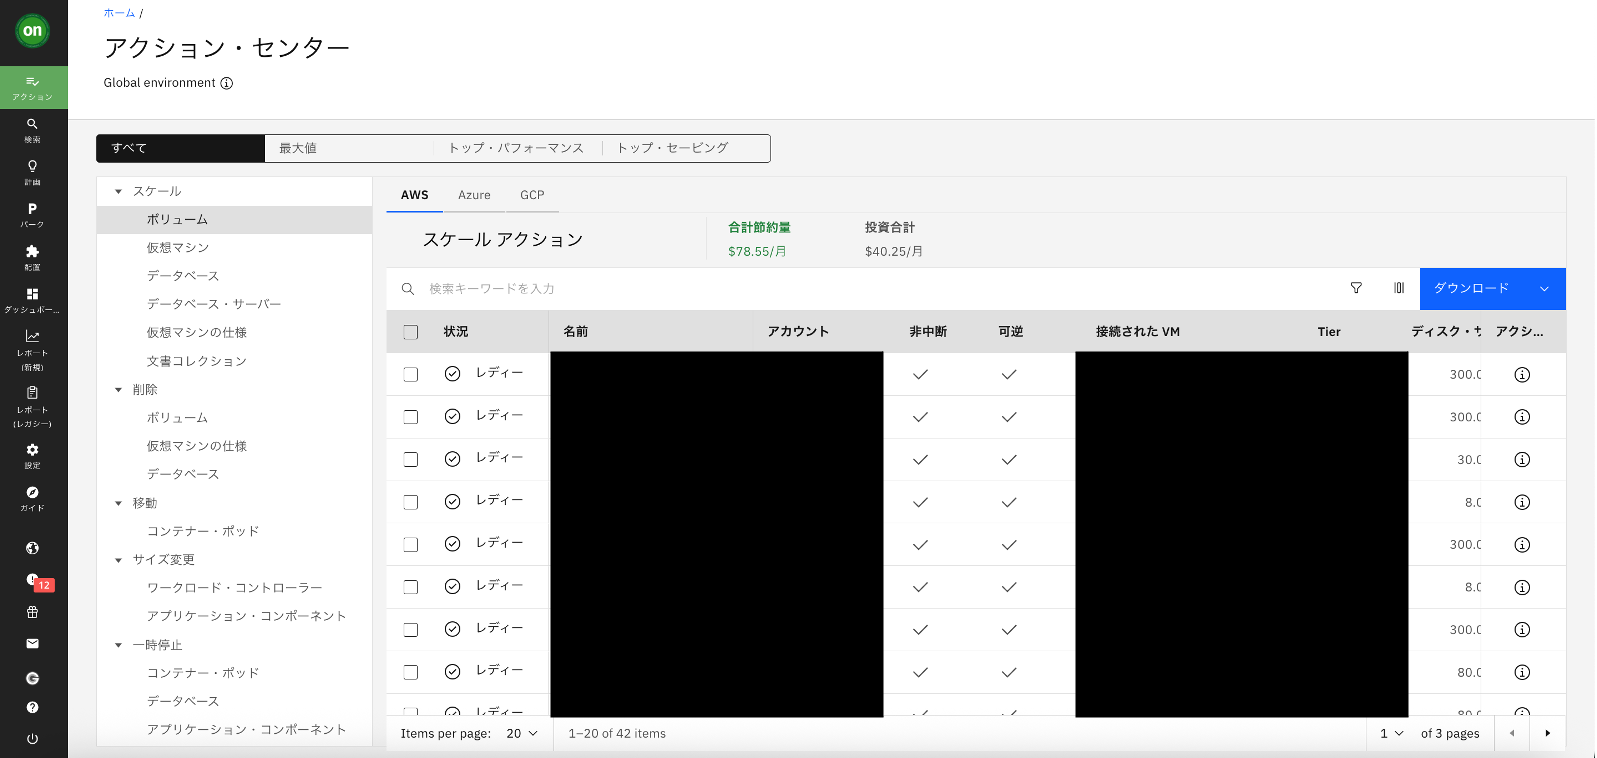 on
アクション
検索
計画
P
パーク
配置
ダッシュボー...
レポート
(新規)
レポート
(レガシー)
設定
ガイド
12
ホーム /
アクション・センター
Global environment
すべて
最大値
トップ・パフォーマンス
トップ・セービング
スケール
ボリューム
仮想マシン
データベース
データベース・サーバー
仮想マシンの仕様
文書コレクション
削除
ボリューム
仮想マシンの仕様
データベース
移動
コンテナー・ポッド
サイズ変更
ワークロード・コントローラー
アプリケーション・コンポーネント
一時停止
コンテナー・ポッド
データベース
アプリケーション・コンポーネント
AWS Azure GCP
スケール アクション
合計節約量 投資合計
$78.55/月 $40.25/月
検索キーワードを入力
ダウンロード
状況 名前 アカウント 非中断 可逆 接続された VM Tier ディスク・サ アクシ...
レディー 300.0
レディー 300.0
レディー 30.0
レディー 8.0
レディー 300.0
レディー 8.0
レディー 300.0
レディー 80.0
レディー 80.0
Items per page: 20 1–20 of 42 items 1 of 3 pages